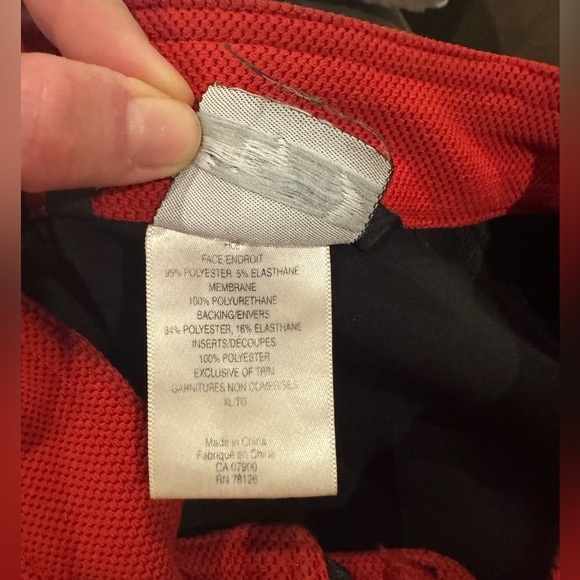 FACE/ENDROIT
95% POLYESTER, 5% ELASTHANE
MEMBRANE
100% POLYURETHANE
BACKING/ENVERS
84% POLYESTER, 16% ELASTHANE
INSERTS/DÉCOUPES
100% POLYESTER
EXCLUSIVE OF TRIM
GARNITURES NON COMPRISES
XL/TG
Made in China
Fabriqué en Chine
CA 07900
RN 78126